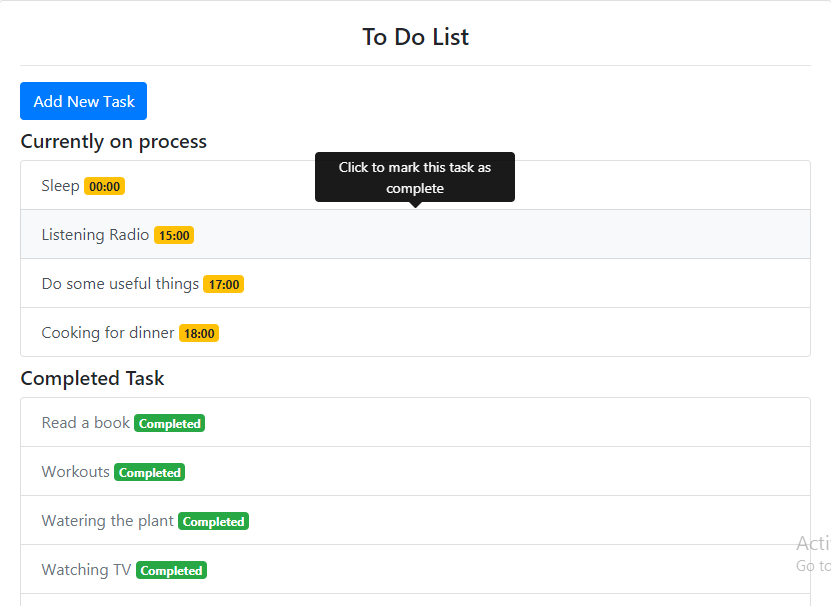 To Do List
Add New Task
Currently on process
Click to mark this task as
complete
Sleep 00:00
Listening Radio 15:00
Do some useful things 17:00
Cooking for dinner 18:00
Completed Task
Read a book Completed
Workouts Completed
Watering the plant Completed
Watching TV Completed
Go to